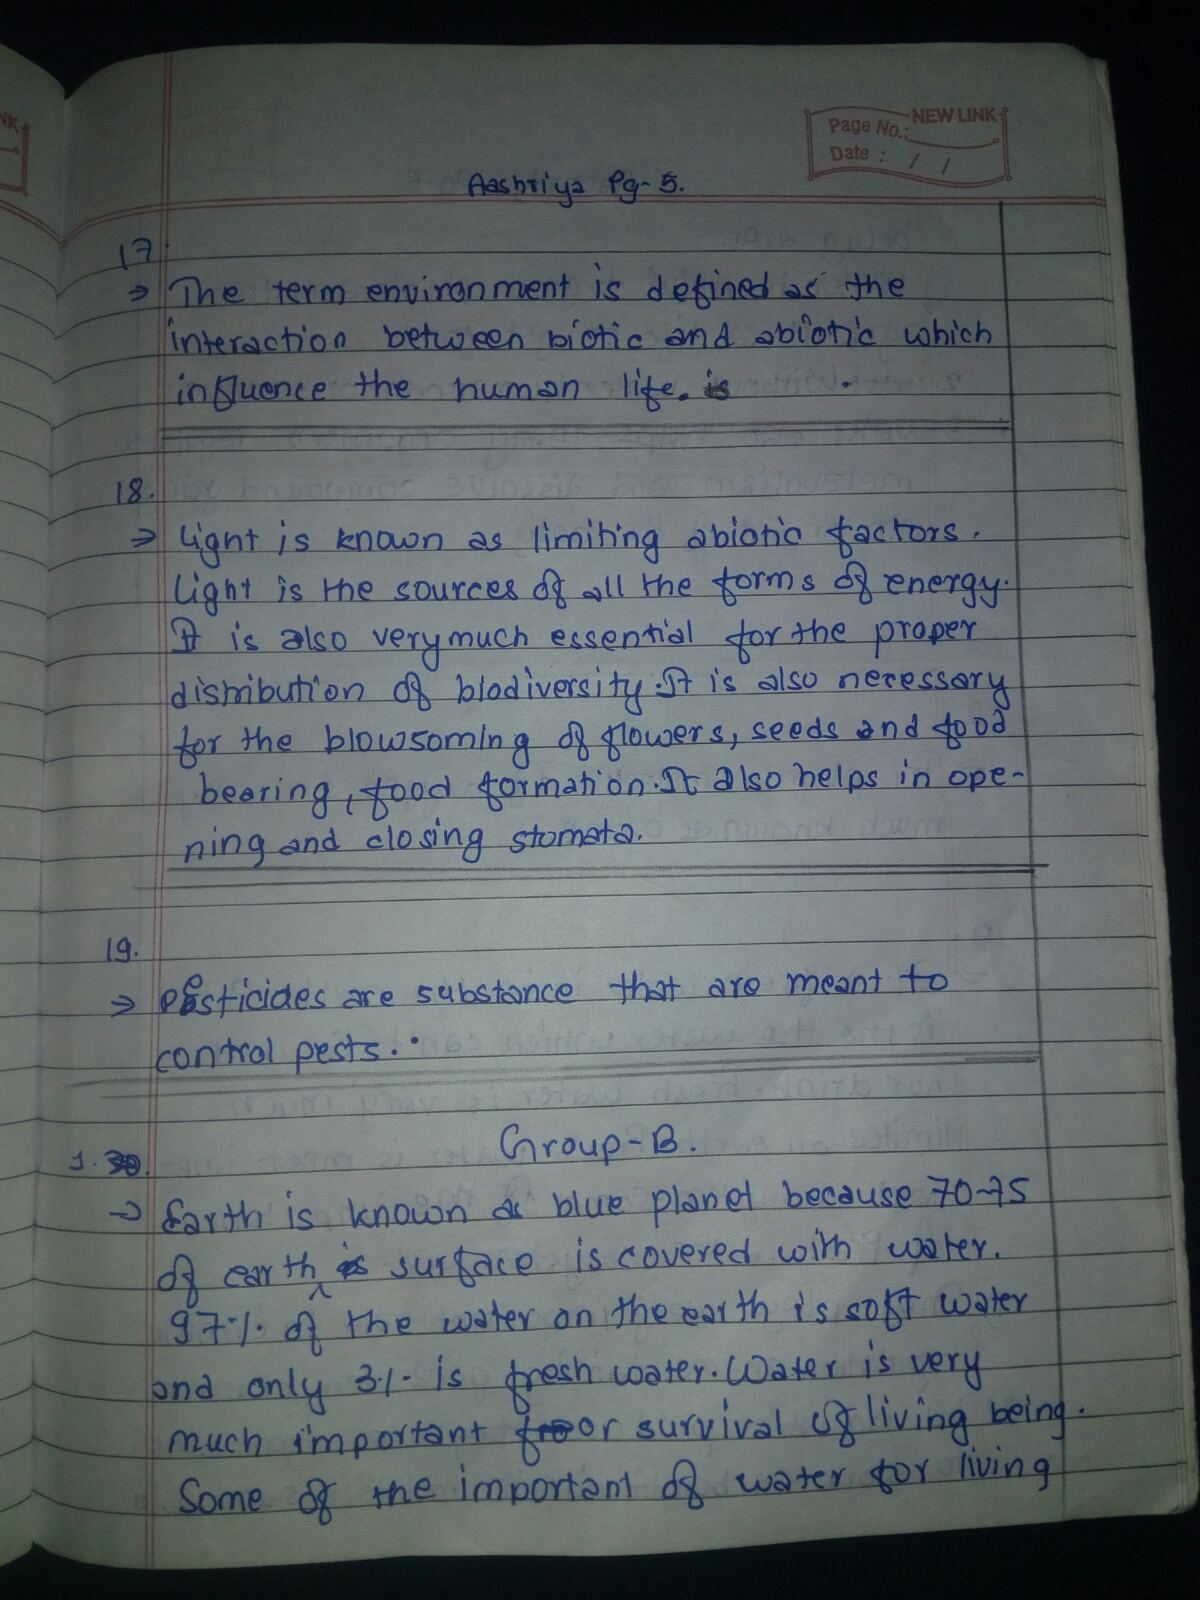 NEW LINK
Page No.:
Date : / /
Aashriya Pg-5.
17
→ The term environment is defined as the
interaction between biotic and abiotic which
influence the human life.
18.
→ Light is known as limiting abiotic factors.
Light is the sources of all the forms of energy.
It is also verymuch essential for the proper
distribution of biodiversity. It is also necessary
for the blowsoming of flowers, seeds and food
bearing, food formation. It also helps in ope-
ning and closing stomata.
19.
→ Pesticides are substance that are meant to
control pests..
Group-B.
1.
→ Earth is known as blue planet because 70-75
of earth surface is covered with water.
97% of the water on the earth is soft water
and only 3% is fresh water. Water is very
much important for survival of living being.
Some of the important of water for living